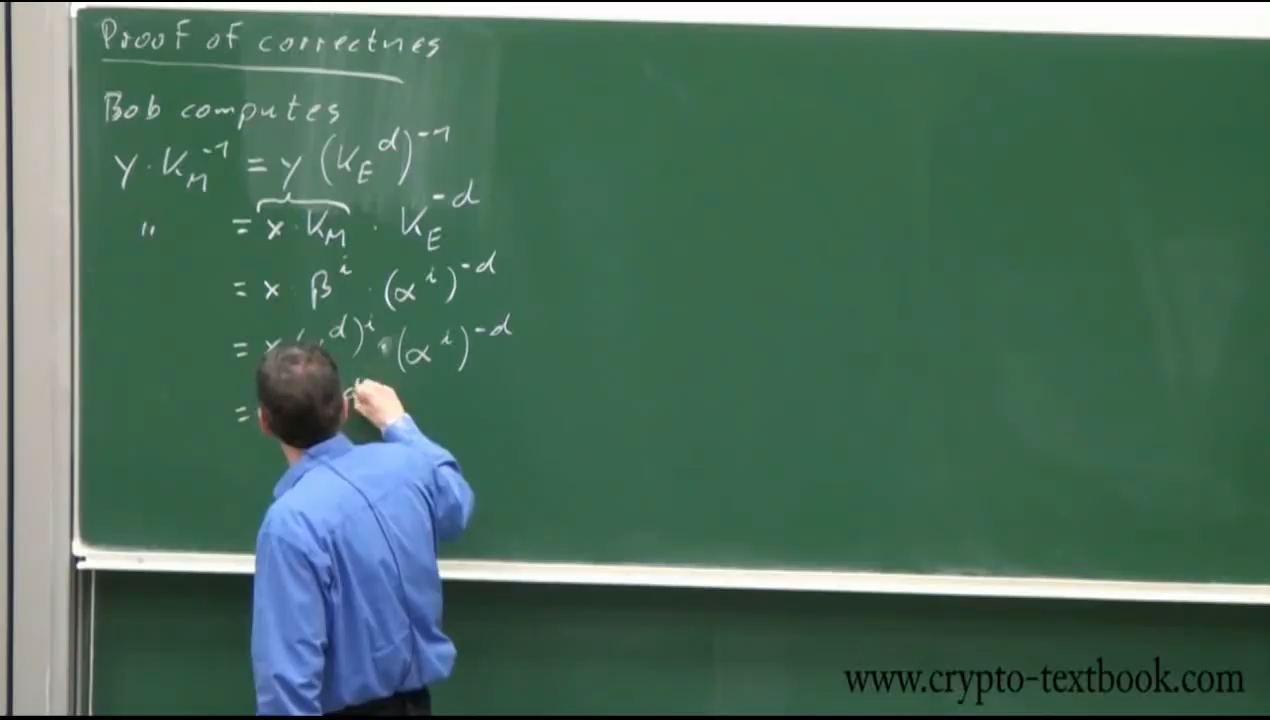 Proof of correctnes
Bob computes
y · K_M^-1 = y (K_E^d)^-1
" = x · K_M · K_E^-d
= x · β^i · (α^i)^-d
= x ( ^d)^i · (α^i)^-d
=
www.crypto-textbook.com